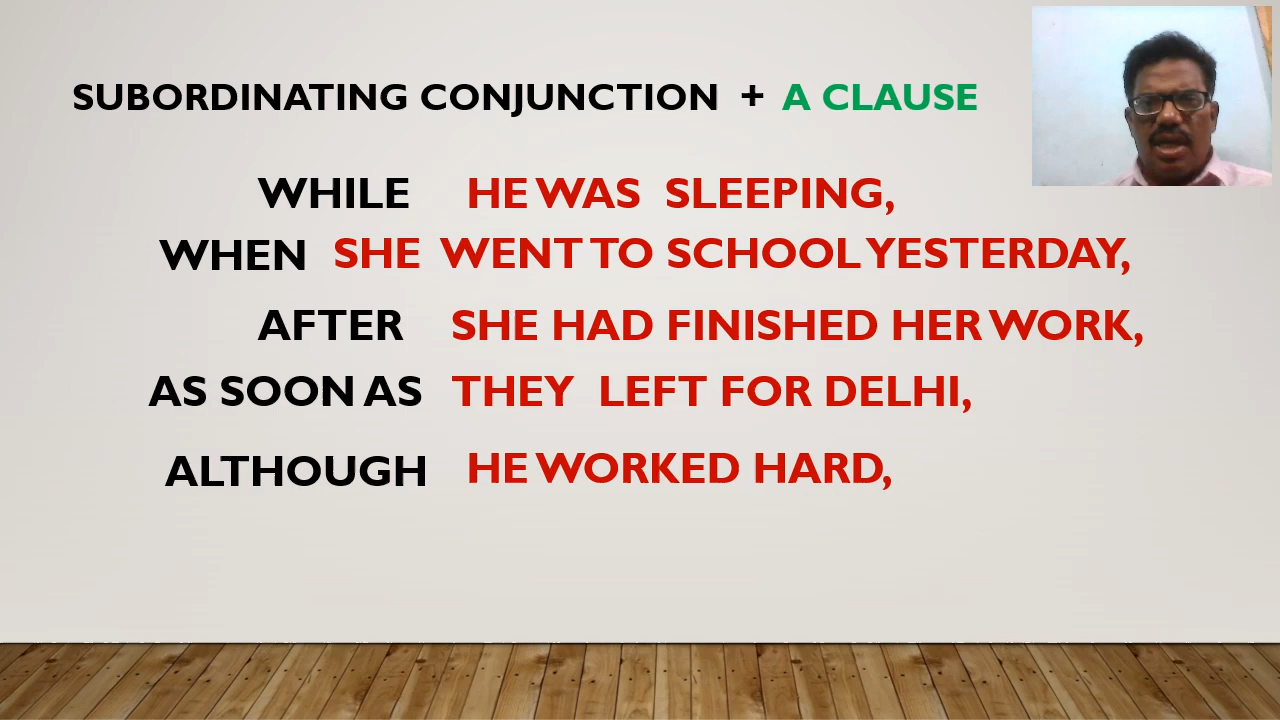 SUBORDINATING CONJUNCTION + A CLAUSE
WHILE HE WAS SLEEPING,
WHEN SHE WENT TO SCHOOL YESTERDAY,
AFTER SHE HAD FINISHED HER WORK,
AS SOON AS THEY LEFT FOR DELHI,
ALTHOUGH HE WORKED HARD,